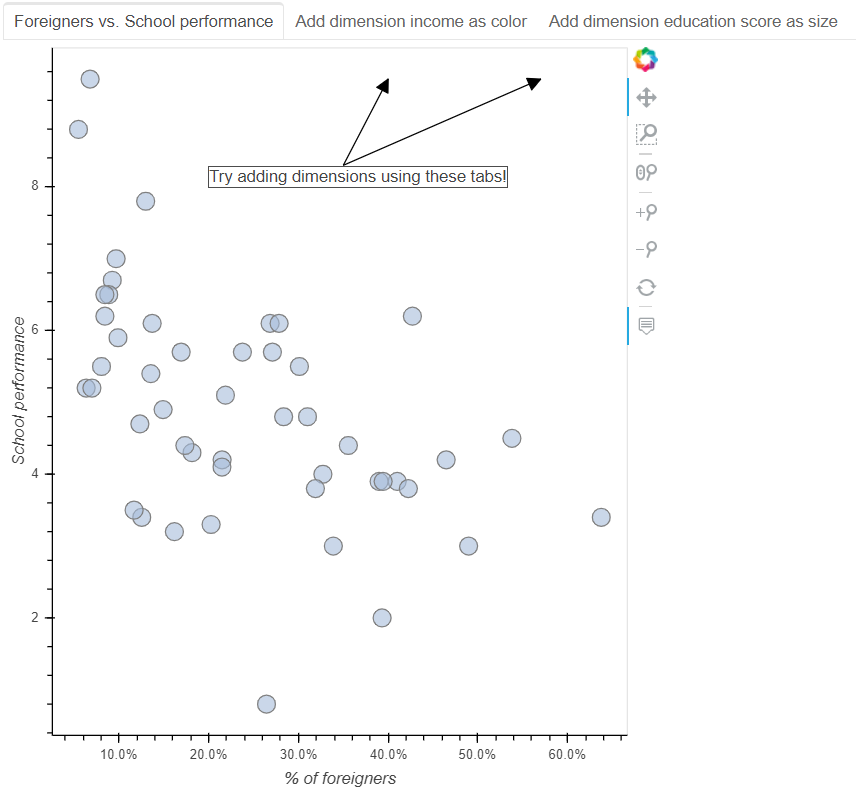 Foreigners vs. School performance Add dimension income as color Add dimension education score as size
Try adding dimensions using these tabs!
8
6
4
2
School performance
10.0% 20.0% 30.0% 40.0% 50.0% 60.0%
% of foreigners